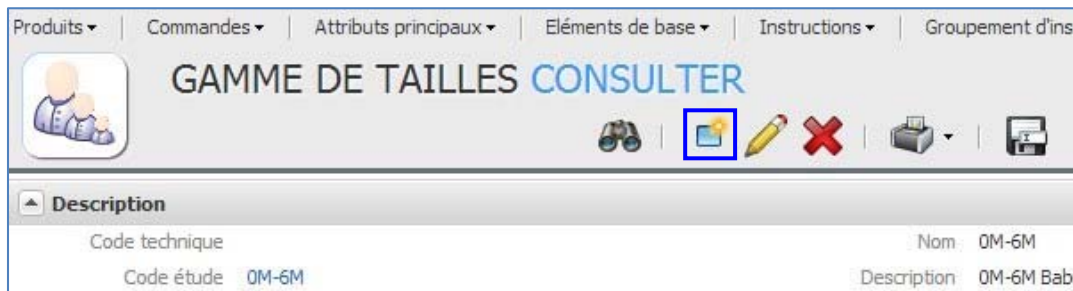 Produits | Commandes | Attributs principaux | Eléments de base | Instructions | Groupement d'ins
GAMME DE TAILLES CONSULTER
Description
Code technique Nom 0M-6M
Code étude 0M-6M Description 0M-6M Bab